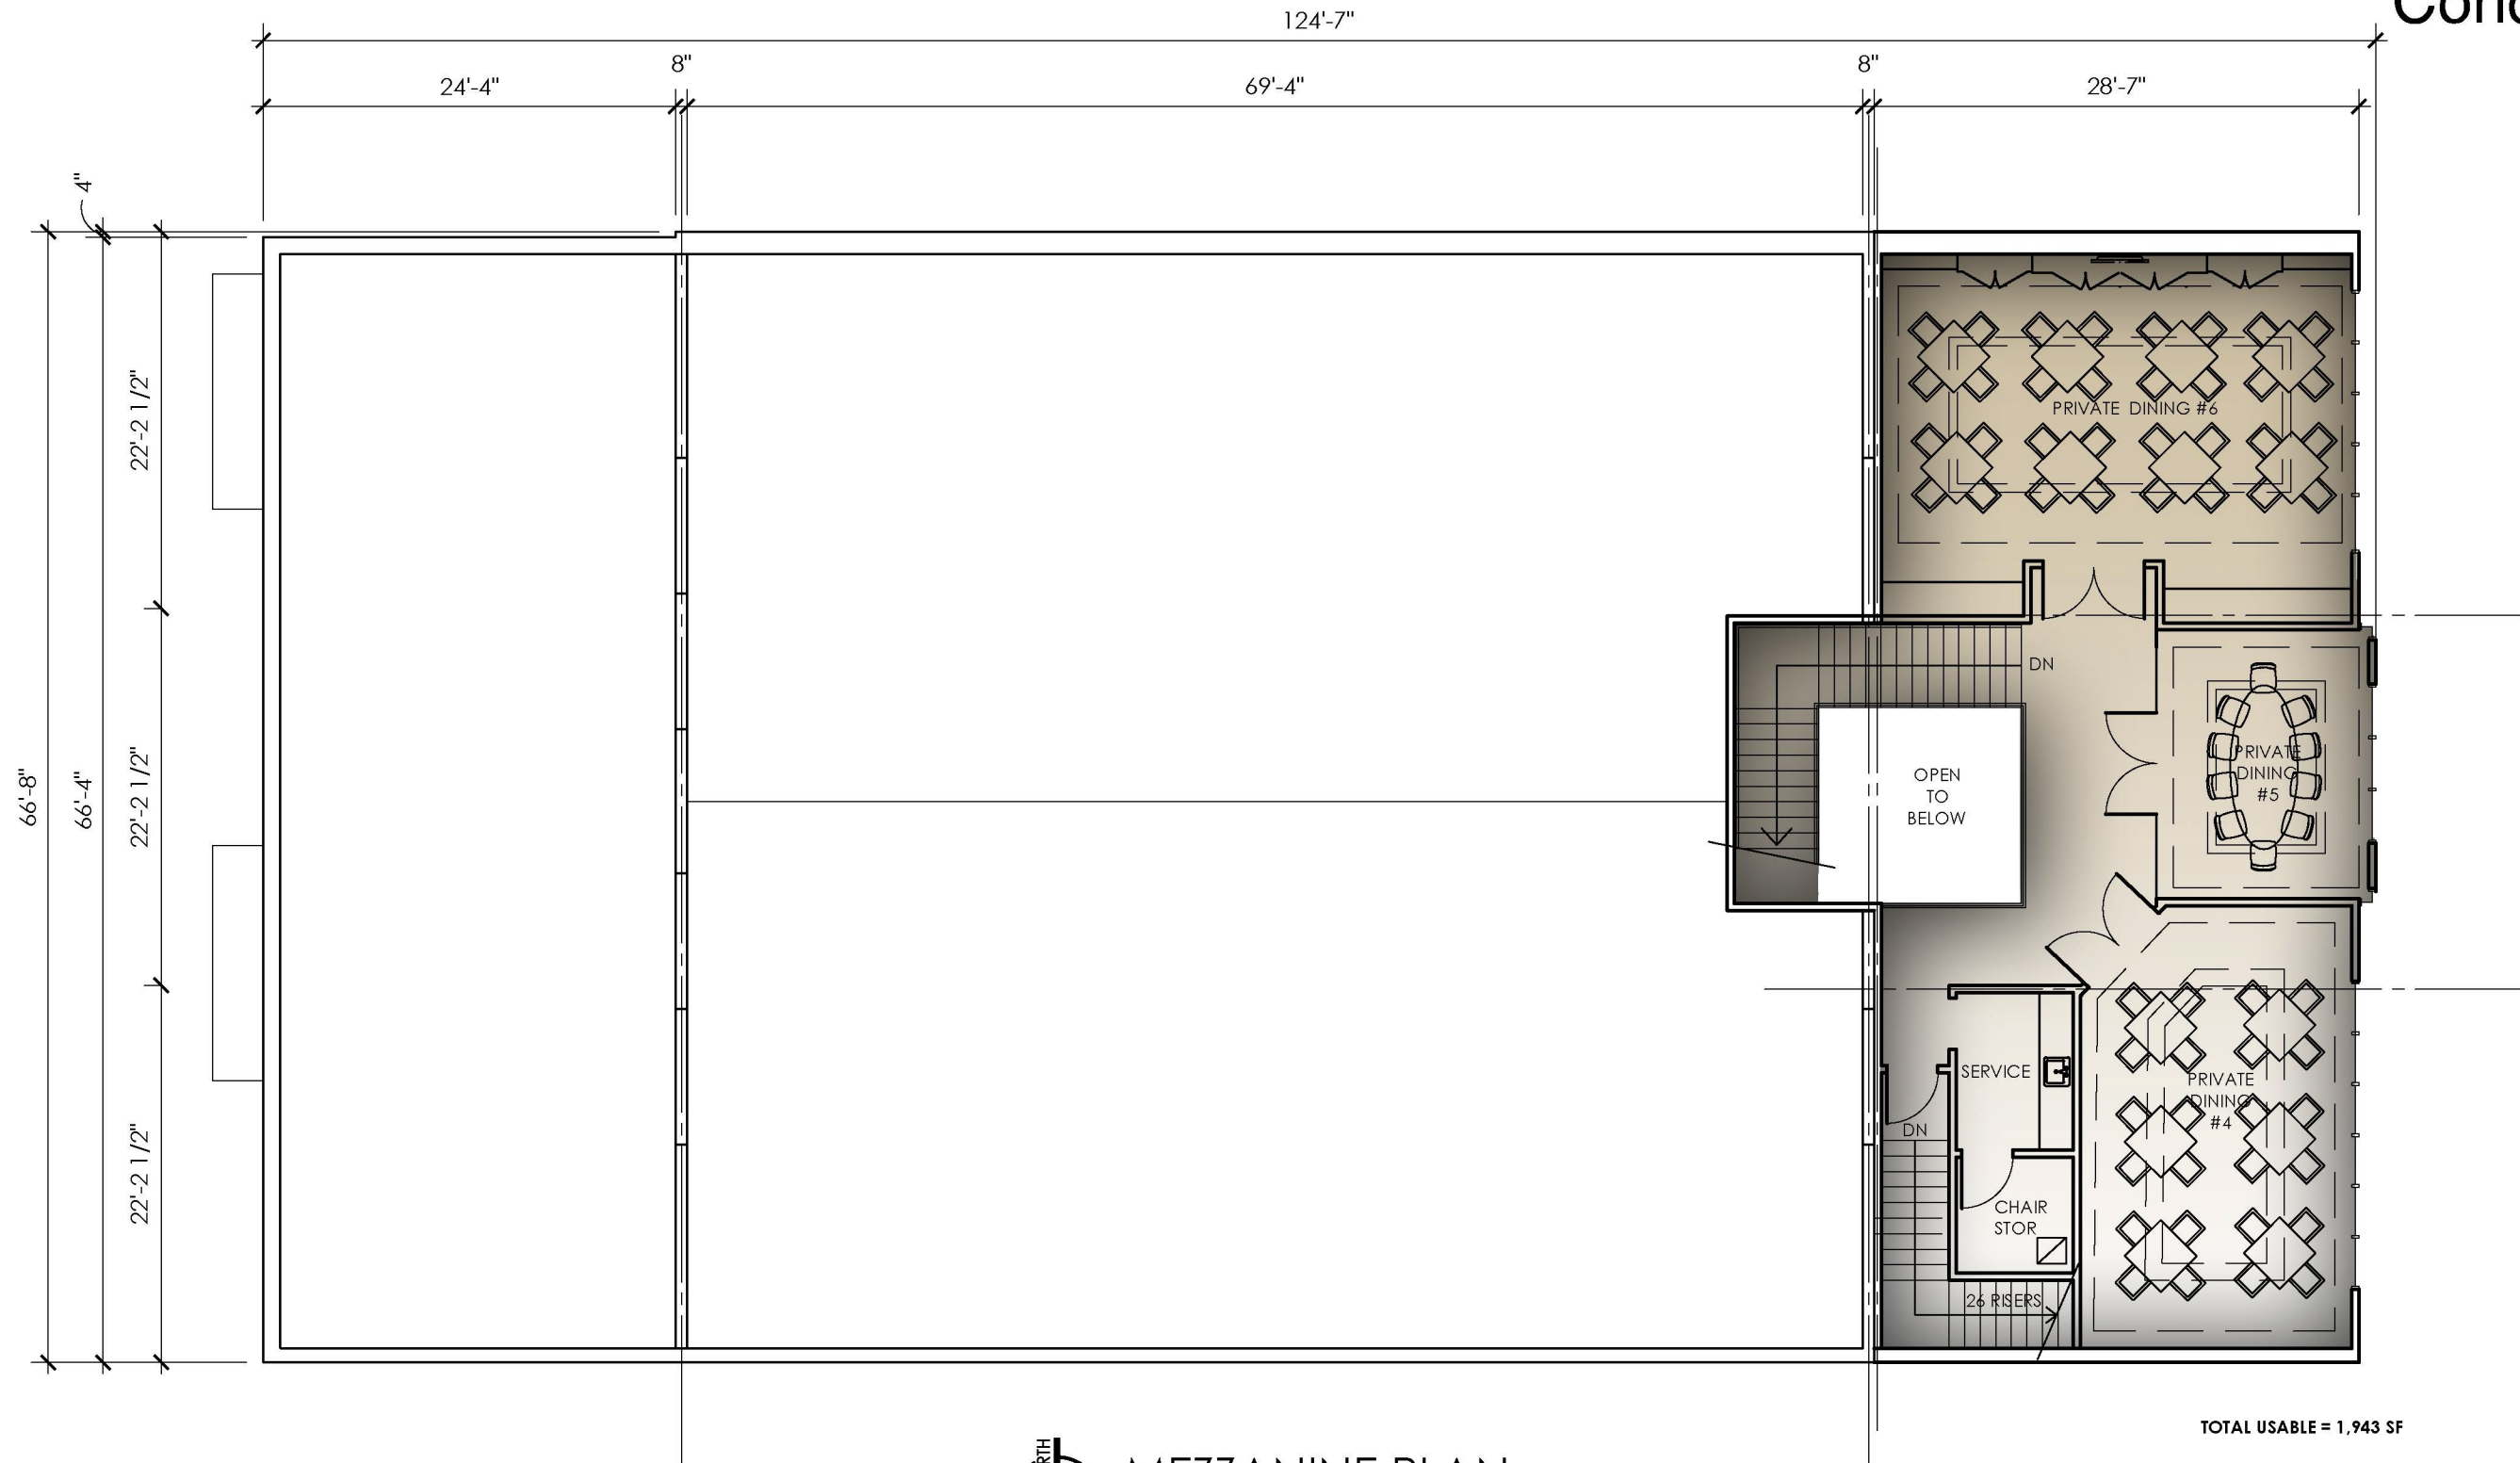 124'-7"
8"
8"
24'-4"
69'-4"
28'-7"
4"
22'-2 1/2"
22'-2 1/2"
22'-2 1/2"
66'-8"
66'-4"
PRIVATE DINING #6
DN
OPEN
TO
BELOW
PRIVATE
DINING
#5
SERVICE
PRIVATE
DINING
#4
DN
CHAIR
STOR
26 RISERS
TOTAL USABLE = 1,943 SF
MEZZANINE PLAN